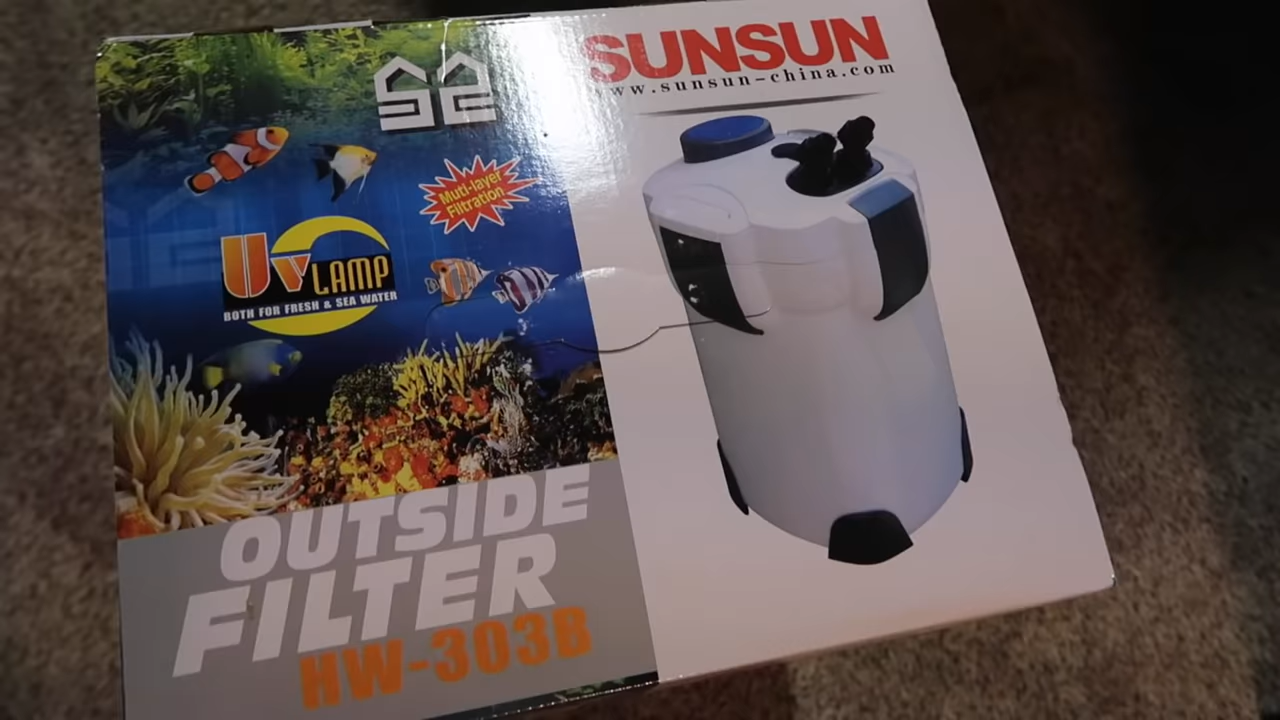 SUNSUN
www.sunsun-china.com
Muti-layer
Filtration
UV LAMP
BOTH FOR FRESH & SEA WATER
OUTSIDE
FILTER
HW-303B